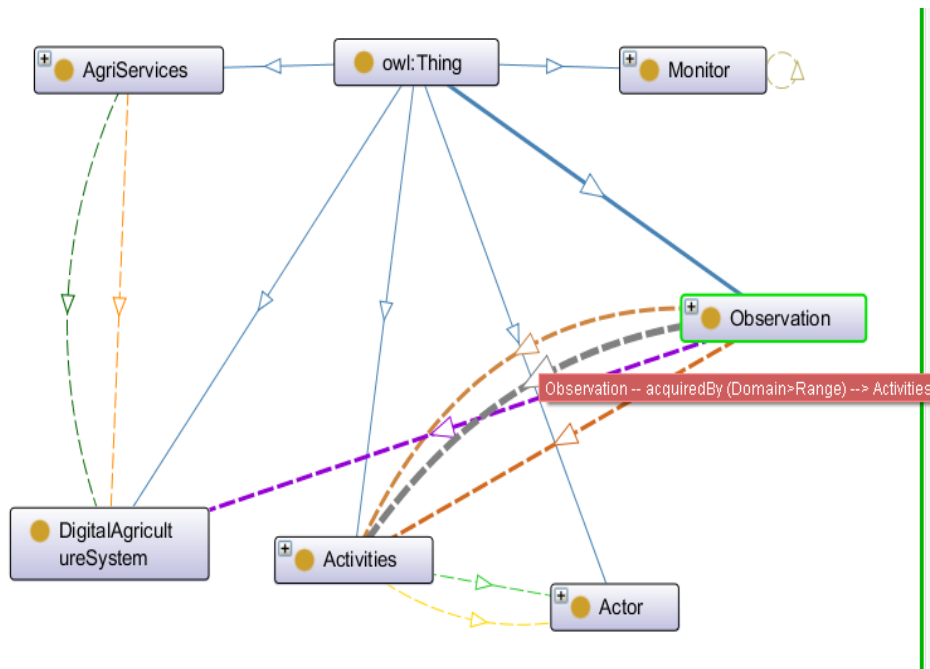 AgriServices
owl:Thing
Monitor
Observation
Observation -- acquiredBy (Domain>Range) --> Activities
DigitalAgricult
ureSystem
Activities
Actor